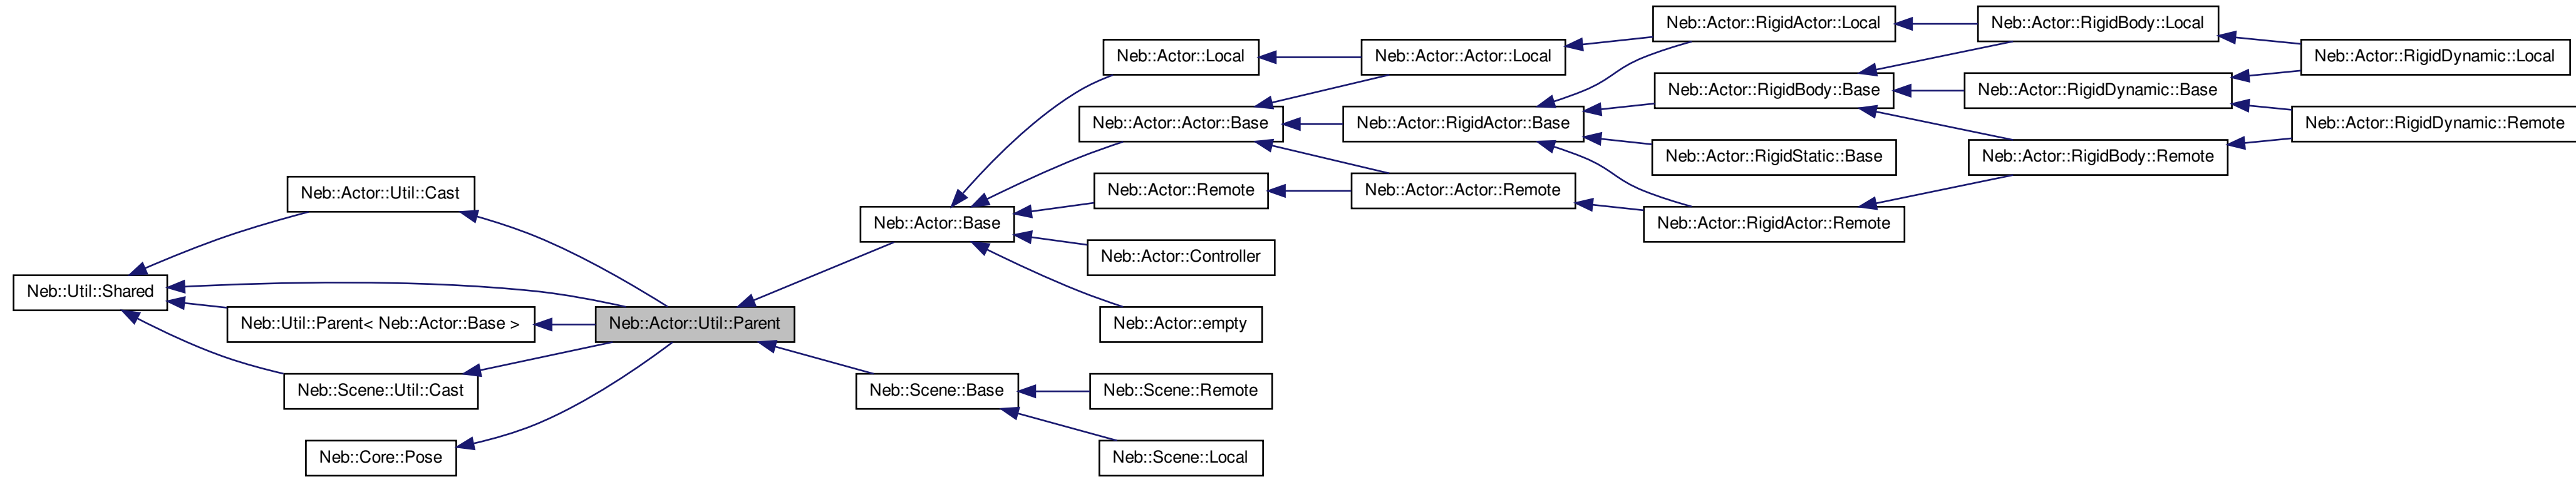 Neb::Util::Shared
Neb::Actor::Util::Cast
Neb::Util::Parent< Neb::Actor::Base >
Neb::Scene::Util::Cast
Neb::Core::Pose
Neb::Actor::Util::Parent
Neb::Actor::Base
Neb::Scene::Base
Neb::Actor::Local
Neb::Actor::Actor::Base
Neb::Actor::Remote
Neb::Actor::Controller
Neb::Actor::empty
Neb::Scene::Remote
Neb::Scene::Local
Neb::Actor::Actor::Local
Neb::Actor::RigidActor::Base
Neb::Actor::Actor::Remote
Neb::Actor::RigidActor::Local
Neb::Actor::RigidBody::Base
Neb::Actor::RigidStatic::Base
Neb::Actor::RigidActor::Remote
Neb::Actor::RigidBody::Local
Neb::Actor::RigidDynamic::Base
Neb::Actor::RigidBody::Remote
Neb::Actor::RigidDynamic::Local
Neb::Actor::RigidDynamic::Remote